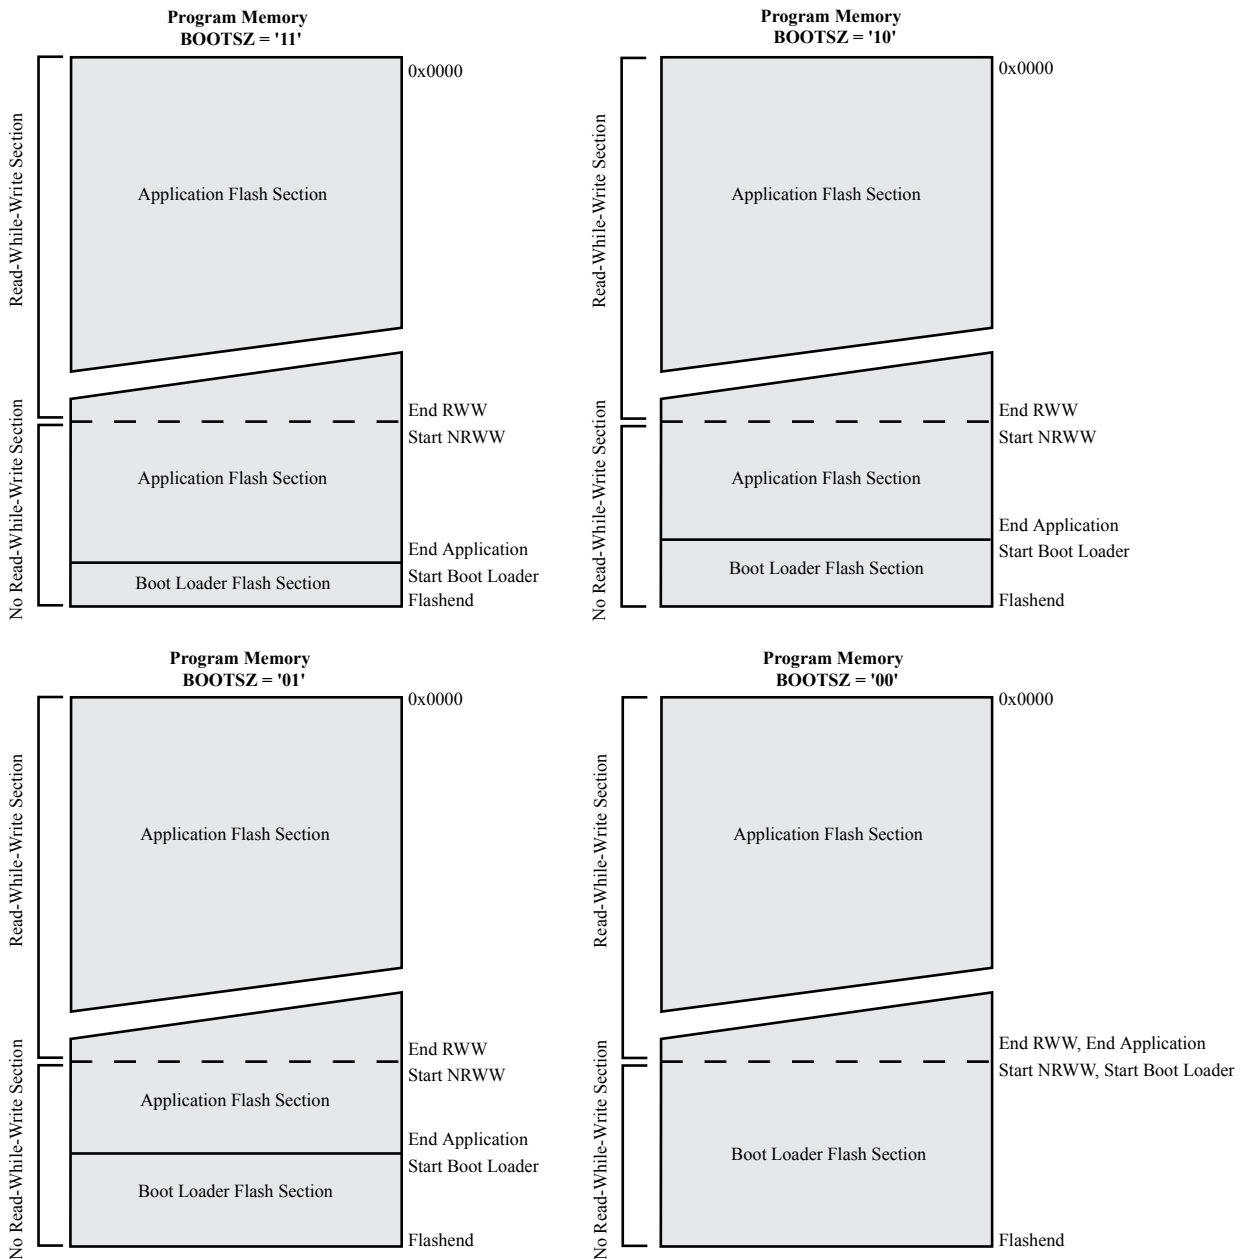 Program Memory
BOOTSZ = '11'
0x0000
Read-While-Write Section
Application Flash Section
End RWW
Start NRWW
No Read-While-Write Section
Application Flash Section
End Application
Start Boot Loader
Boot Loader Flash Section
Flashend
Program Memory
BOOTSZ = '10'
0x0000
Read-While-Write Section
Application Flash Section
End RWW
Start NRWW
No Read-While-Write Section
Application Flash Section
End Application
Start Boot Loader
Boot Loader Flash Section
Flashend
Program Memory
BOOTSZ = '01'
0x0000
Read-While-Write Section
Application Flash Section
End RWW
Start NRWW
No Read-While-Write Section
Application Flash Section
End Application
Start Boot Loader
Boot Loader Flash Section
Flashend
Program Memory
BOOTSZ = '00'
0x0000
Read-While-Write Section
Application Flash Section
End RWW, End Application
Start NRWW, Start Boot Loader
No Read-While-Write Section
Boot Loader Flash Section
Flashend